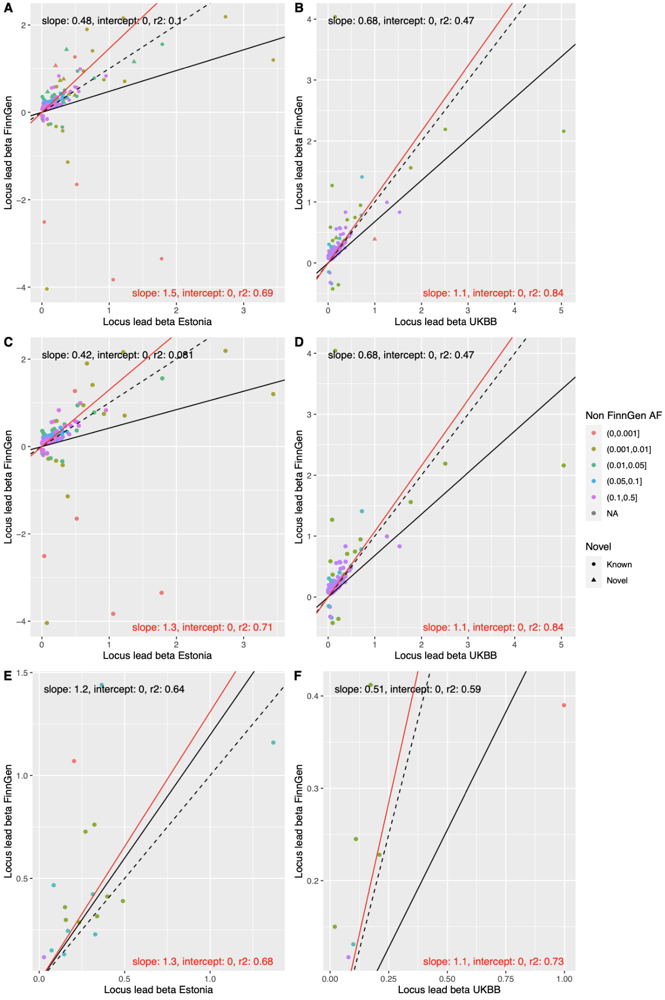 A
slope: 0.48, intercept: 0, r2: 0.1
Locus lead beta FinnGen
2
0
−2
−4
slope: 1.5, intercept: 0, r2: 0.69
0 1 2 3
Locus lead beta Estonia
B
slope: 0.68, intercept: 0, r2: 0.47
Locus lead beta FinnGen
4
3
2
1
0
slope: 1.1, intercept: 0, r2: 0.84
0 1 2 3 4 5
Locus lead beta UKBB
C
slope: 0.42, intercept: 0, r2: 0.081
Locus lead beta FinnGen
2
0
−2
−4
slope: 1.3, intercept: 0, r2: 0.71
0 1 2 3
Locus lead beta Estonia
D
slope: 0.68, intercept: 0, r2: 0.47
Locus lead beta FinnGen
4
3
2
1
0
slope: 1.1, intercept: 0, r2: 0.84
0 1 2 3 4 5
Locus lead beta UKBB
Non FinnGen AF
(0,0.001]
(0.001,0.01]
(0.01,0.05]
(0.05,0.1]
(0.1,0.5]
NA
Novel
Known
Novel
E
slope: 1.2, intercept: 0, r2: 0.64
Locus lead beta FinnGen
1.5
1.0
0.5
slope: 1.3, intercept: 0, r2: 0.68
0.0 0.5 1.0
Locus lead beta Estonia
F
slope: 0.51, intercept: 0, r2: 0.59
Locus lead beta FinnGen
0.4
0.3
0.2
slope: 1.1, intercept: 0, r2: 0.73
0.00 0.25 0.50 0.75 1.00
Locus lead beta UKBB